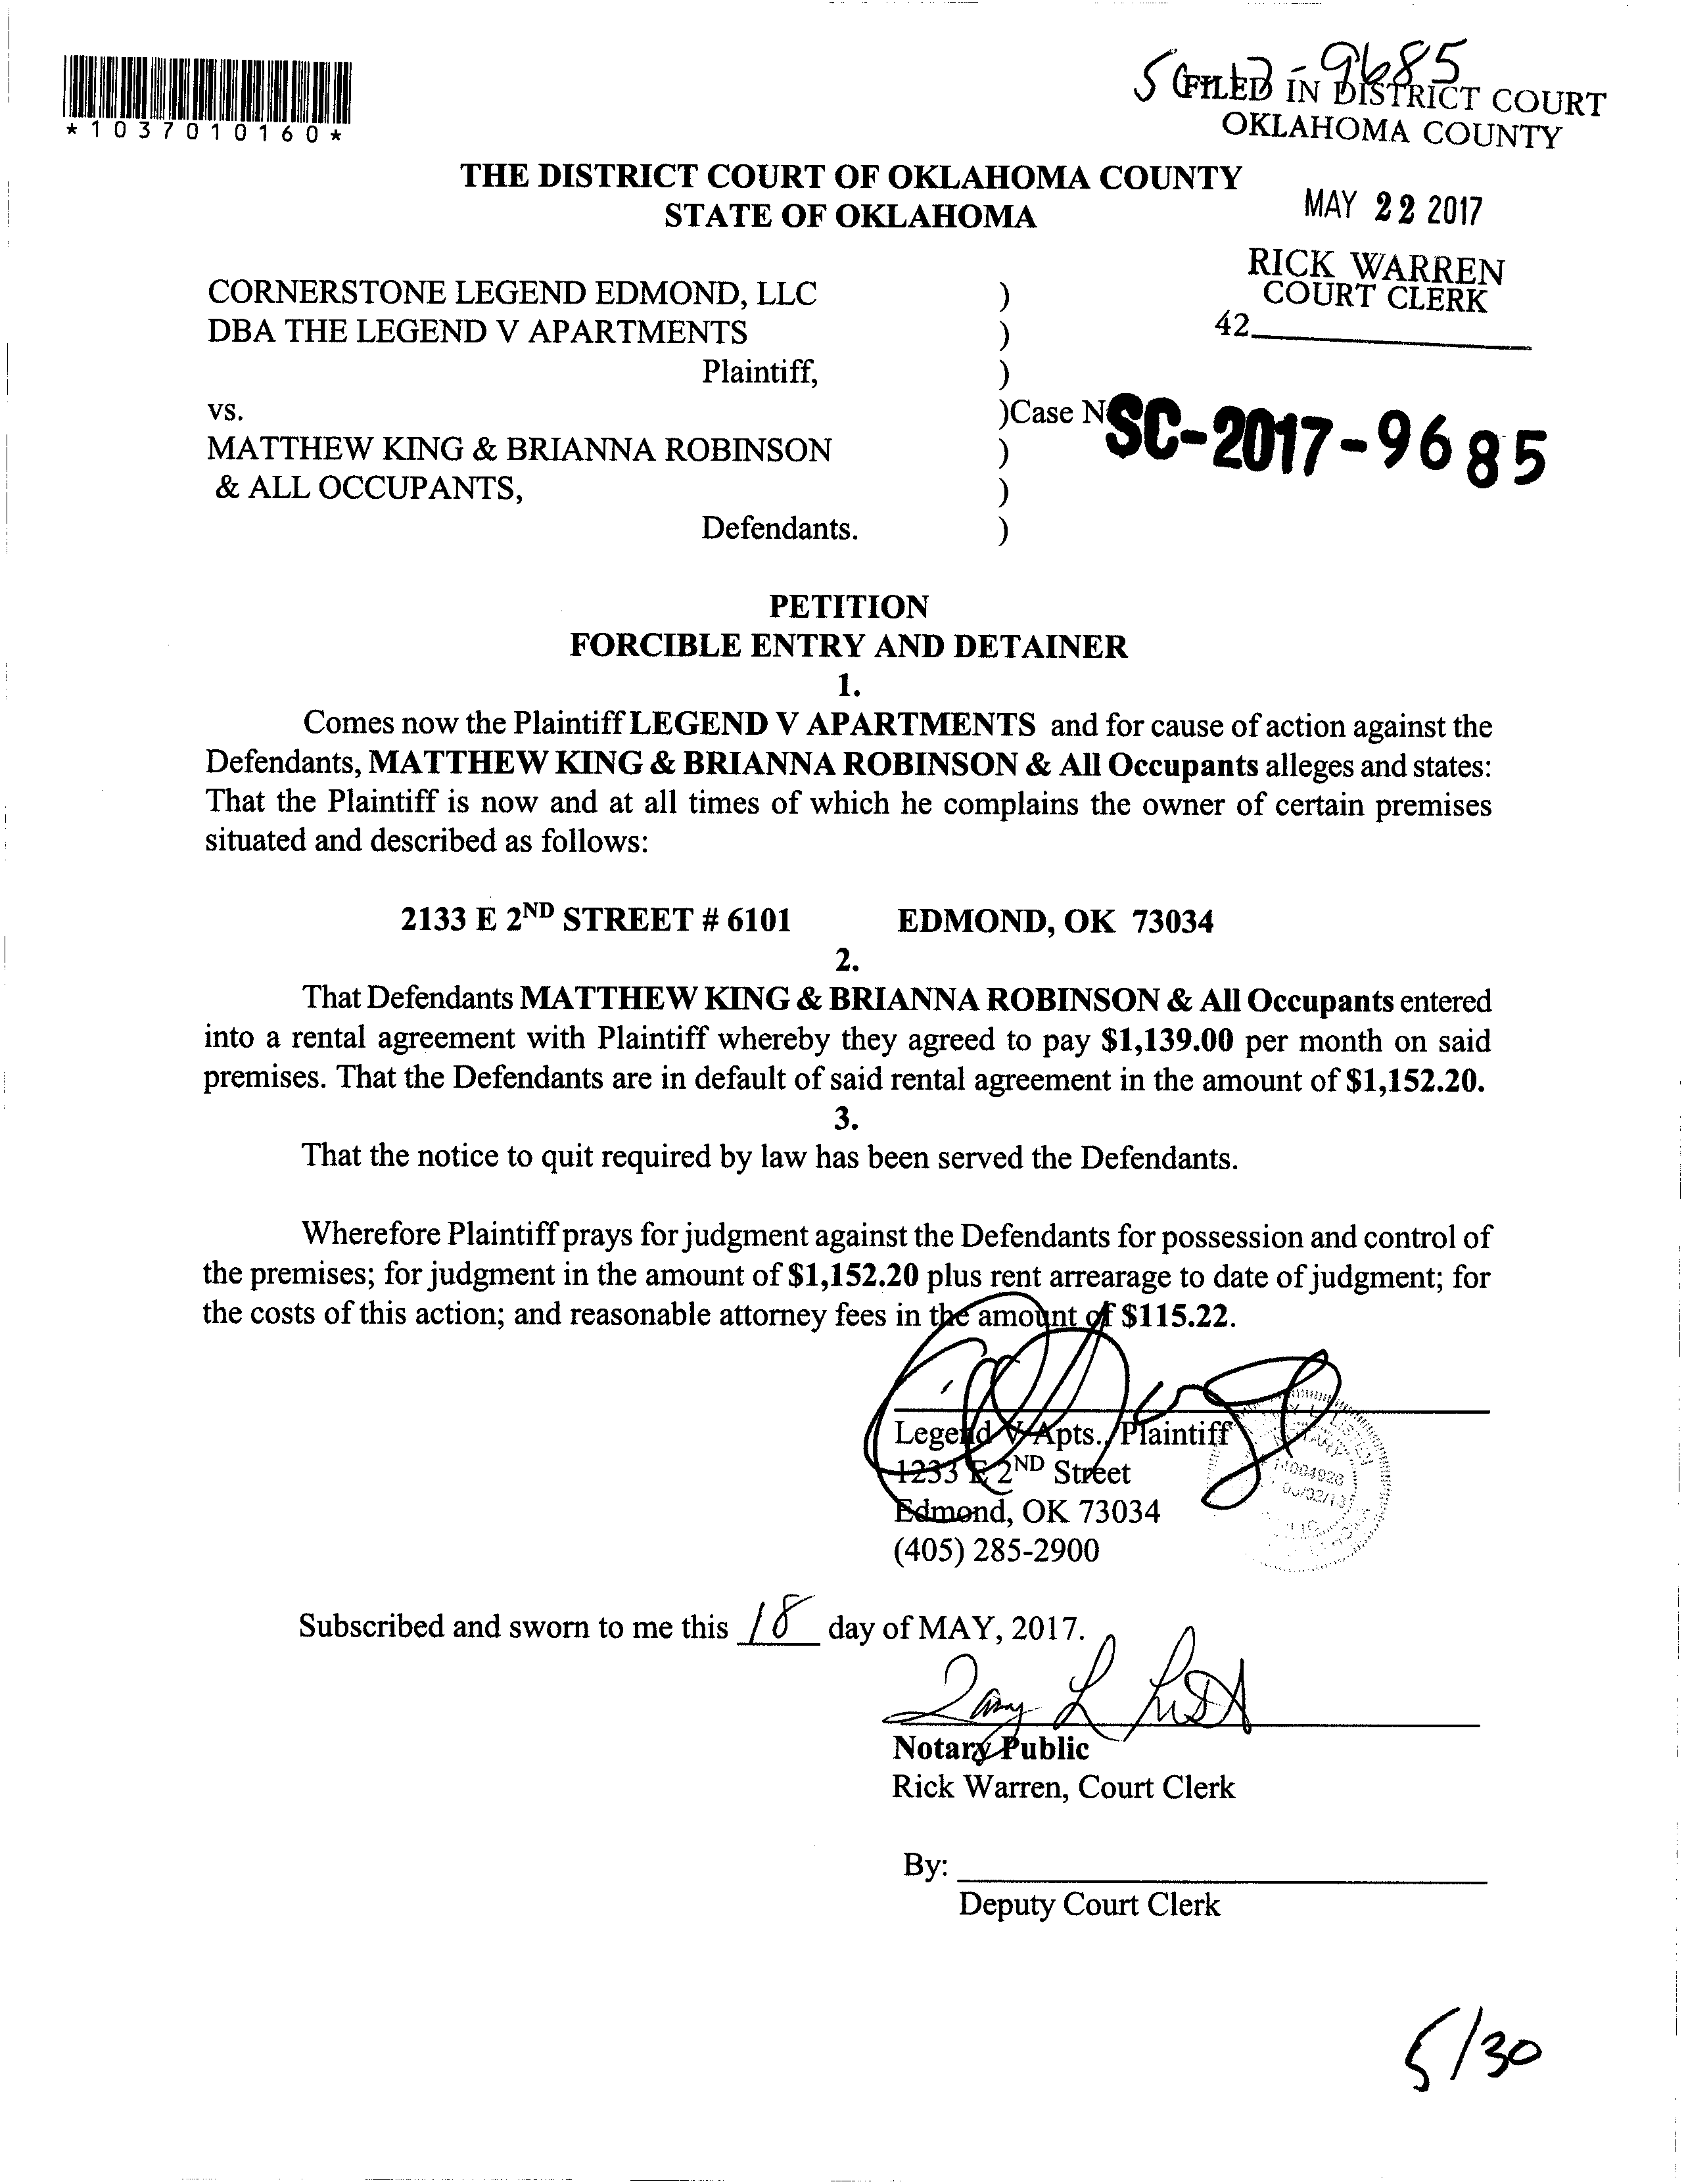 SC-17-9685
FILED IN DISTRICT COURT
OKLAHOMA COUNTY
*1037010160*
THE DISTRICT COURT OF OKLAHOMA COUNTY
STATE OF OKLAHOMA
MAY 22 2017
RICK WARREN
COURT CLERK
42
CORNERSTONE LEGEND EDMOND, LLC )
DBA THE LEGEND V APARTMENTS )
Plaintiff, )
vs. )Case N SC-2017-9685
MATTHEW KING & BRIANNA ROBINSON )
& ALL OCCUPANTS, )
Defendants. )
PETITION
FORCIBLE ENTRY AND DETAINER
1.
Comes now the Plaintiff LEGEND V APARTMENTS and for cause of action against the
Defendants, MATTHEW KING & BRIANNA ROBINSON & All Occupants alleges and states:
That the Plaintiff is now and at all times of which he complains the owner of certain premises
situated and described as follows:
2133 E 2ND STREET # 6101 EDMOND, OK 73034
2.
That Defendants MATTHEW KING & BRIANNA ROBINSON & All Occupants entered
into a rental agreement with Plaintiff whereby they agreed to pay $1,139.00 per month on said
premises. That the Defendants are in default of said rental agreement in the amount of $1,152.20.
3.
That the notice to quit required by law has been served the Defendants.
Wherefore Plaintiff prays for judgment against the Defendants for possession and control of
the premises; for judgment in the amount of $1,152.20 plus rent arrearage to date of judgment; for
the costs of this action; and reasonable attorney fees in the amount of $115.22.
Legend V Apts., Plaintiff
1233 E 2ND Street
Edmond, OK 73034
(405) 285-2900
Subscribed and sworn to me this 18 day of MAY, 2017.
Notary Public
Rick Warren, Court Clerk
By:
Deputy Court Clerk
5/30